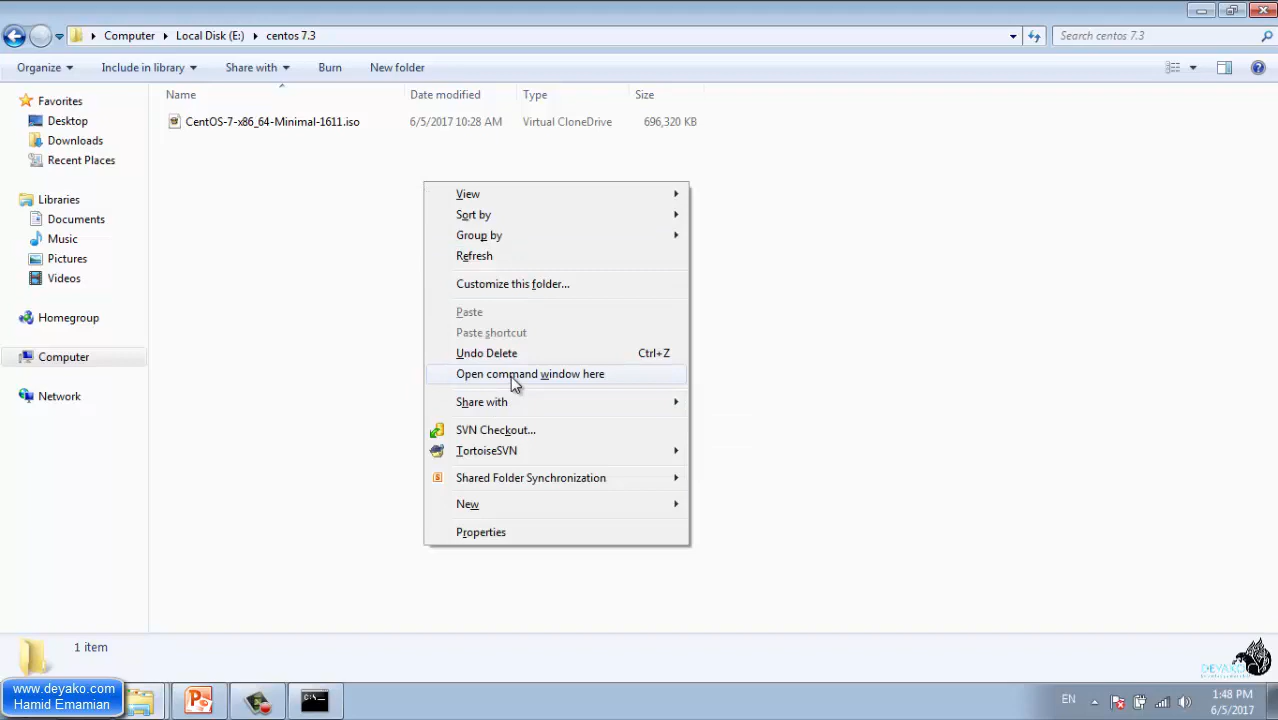 Computer Local Disk (E:) centos 7.3
Search centos 7.3
Organize Include in library Share with Burn New folder
Name Date modified Type Size
CentOS-7-x86_64-Minimal-1611.iso 6/5/2017 10:28 AM Virtual CloneDrive 696,320 KB
Favorites
Desktop
Downloads
Recent Places
Libraries
Documents
Music
Pictures
Videos
Homegroup
Computer
Network
View
Sort by
Group by
Refresh
Customize this folder...
Paste
Paste shortcut
Undo Delete Ctrl+Z
Open command window here
Share with
SVN Checkout...
TortoiseSVN
Shared Folder Synchronization
New
Properties
1 item
DEYAKO
www.deyako.com
Hamid Emamian
EN
1:48 PM
6/5/2017